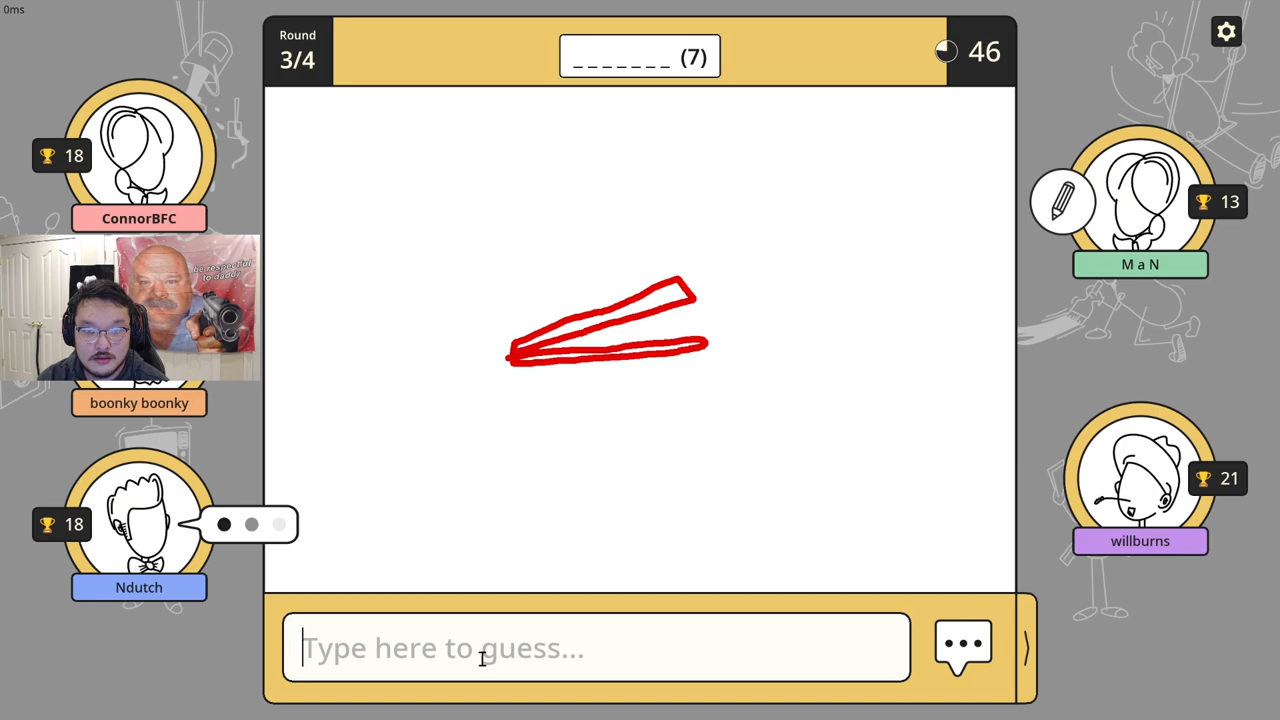 0ms
Round
3/4
_ _ _ _ _ _ _ (7)
46
18
ConnorBFC
be respectful
to daddy
boonky boonky
18
Ndutch
13
M a N
21
willburns
Type here to guess...